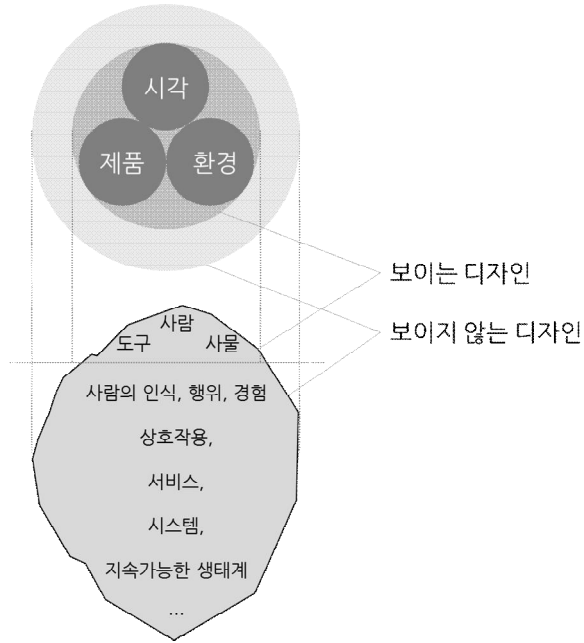 시각
제품 환경
보이는 디자인
보이지 않는 디자인
사람
도구 사물
사람의 인식, 행위, 경험
상호작용,
서비스,
시스템,
지속가능한 생태계
...